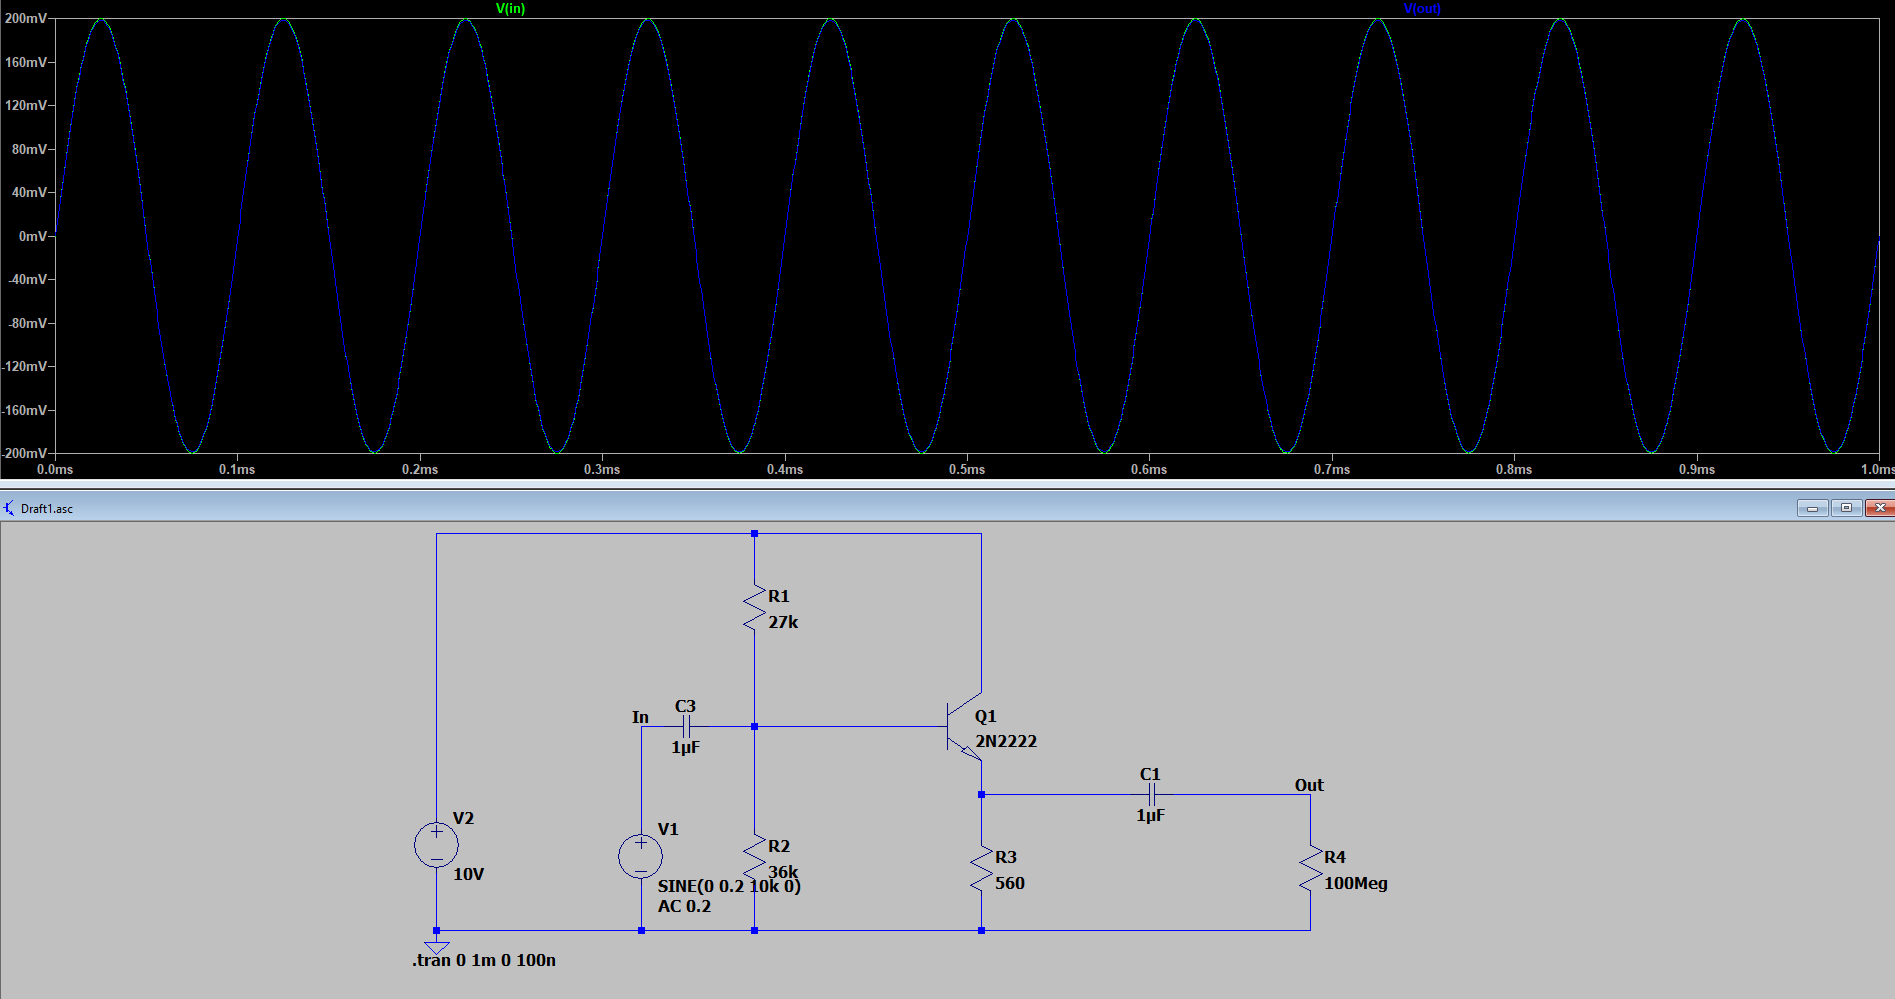 V(in)
V(out)
200mV
160mV
120mV
80mV
40mV
0mV
-40mV
-80mV
-120mV
-160mV
-200mV
0.0ms
0.1ms
0.2ms
0.3ms
0.4ms
0.5ms
0.6ms
0.7ms
0.8ms
0.9ms
1.0ms
Draft1.asc
R1
27k
In
C3
1µF
Q1
2N2222
C1
1µF
Out
V2
10V
V1
SINE(0 0.2 10k 0)
AC 0.2
R2
36k
R3
560
R4
100Meg
.tran 0 1m 0 100n